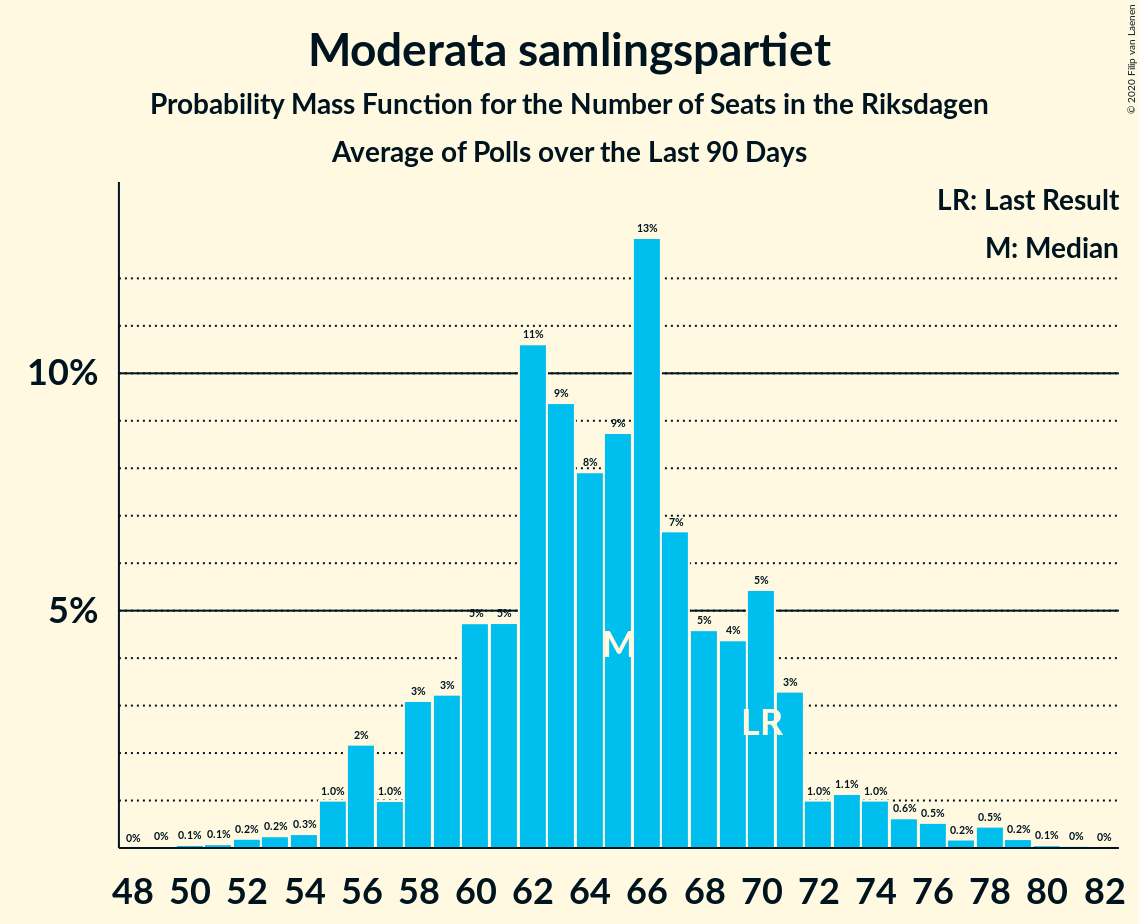 Moderata samlingspartiet
Probability Mass Function for the Number of Seats in the Riksdagen
Average of Polls over the Last 90 Days
© 2020 Filip van Laenen
LR: Last Result
M: Median
10%
5%
0% 0% 0.1% 0.1% 0.2% 0.2% 0.3% 1.0% 2% 1.0% 3% 3% 5% 5% 11% 9% 8% 9% 13% 7% 5% 4% 5% 3% 1.0% 1.1% 1.0% 0.6% 0.5% 0.2% 0.5% 0.2% 0.1% 0% 0%
M
LR
48 50 52 54 56 58 60 62 64 66 68 70 72 74 76 78 80 82